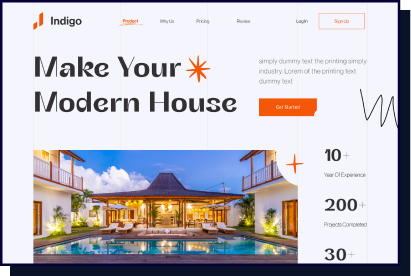 Indigo
Product
Why Us
Pricing
Review
Login
Sign Up
Make Your
Modern House
simply dummy text the printing simply
industry. Lorem of the printing text
dummy text
Get Started
10+
Year Of Experience
200+
Projects Completed
30+